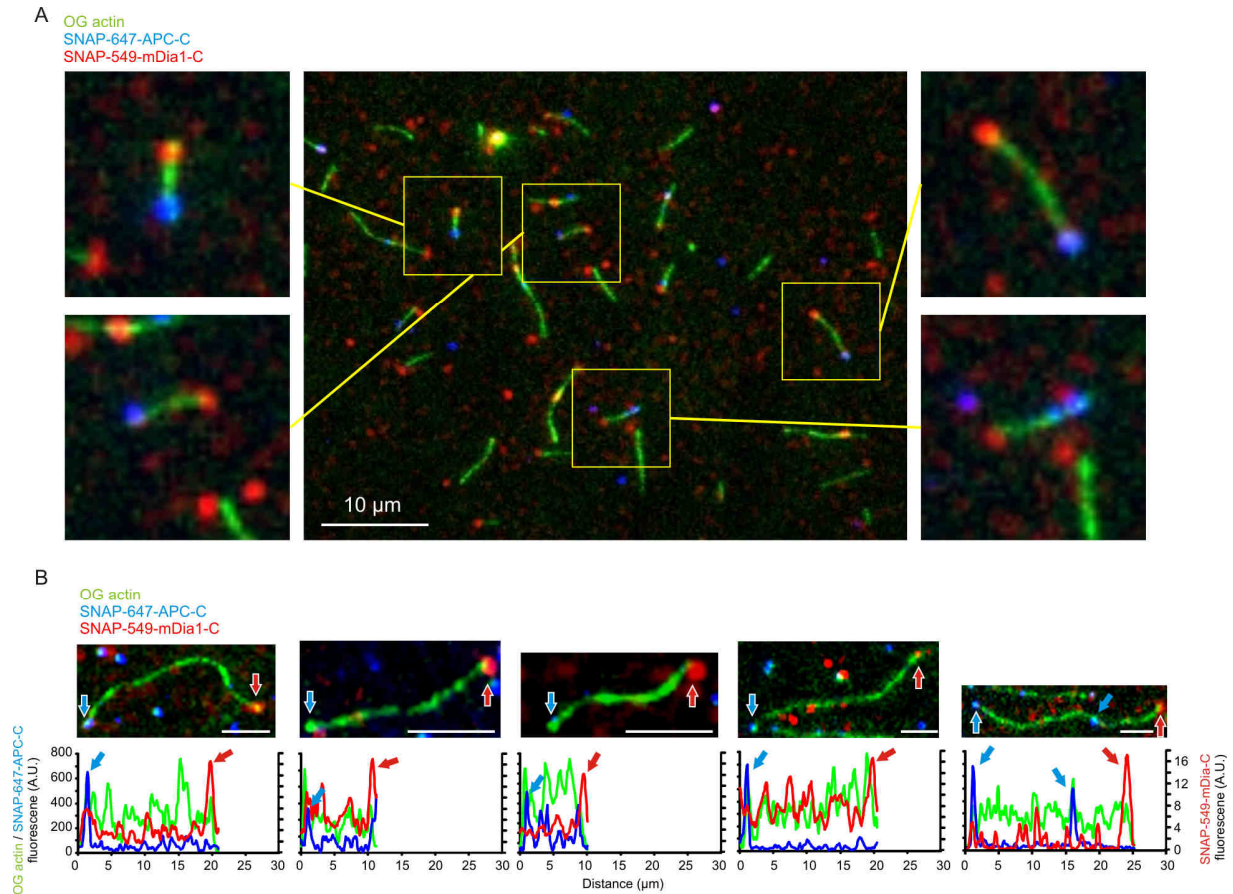 A
OG actin
SNAP-647-APC-C
SNAP-549-mDia1-C
10 µm
B
OG actin
SNAP-647-APC-C
SNAP-549-mDia1-C
OG actin / SNAP-647-APC-C
fluorescene (A.U.)
800
600
400
200
0
0 5 10 15 20 25 30
0 5 10 15 20 25 30
0 5 10 15 20 25 30
0 5 10 15 20 25 30
0 5 10 15 20 25 30
16
12
8
4
0
SNAP-549-mDia-C
fluorescene (A.U.)
Distance (µm)